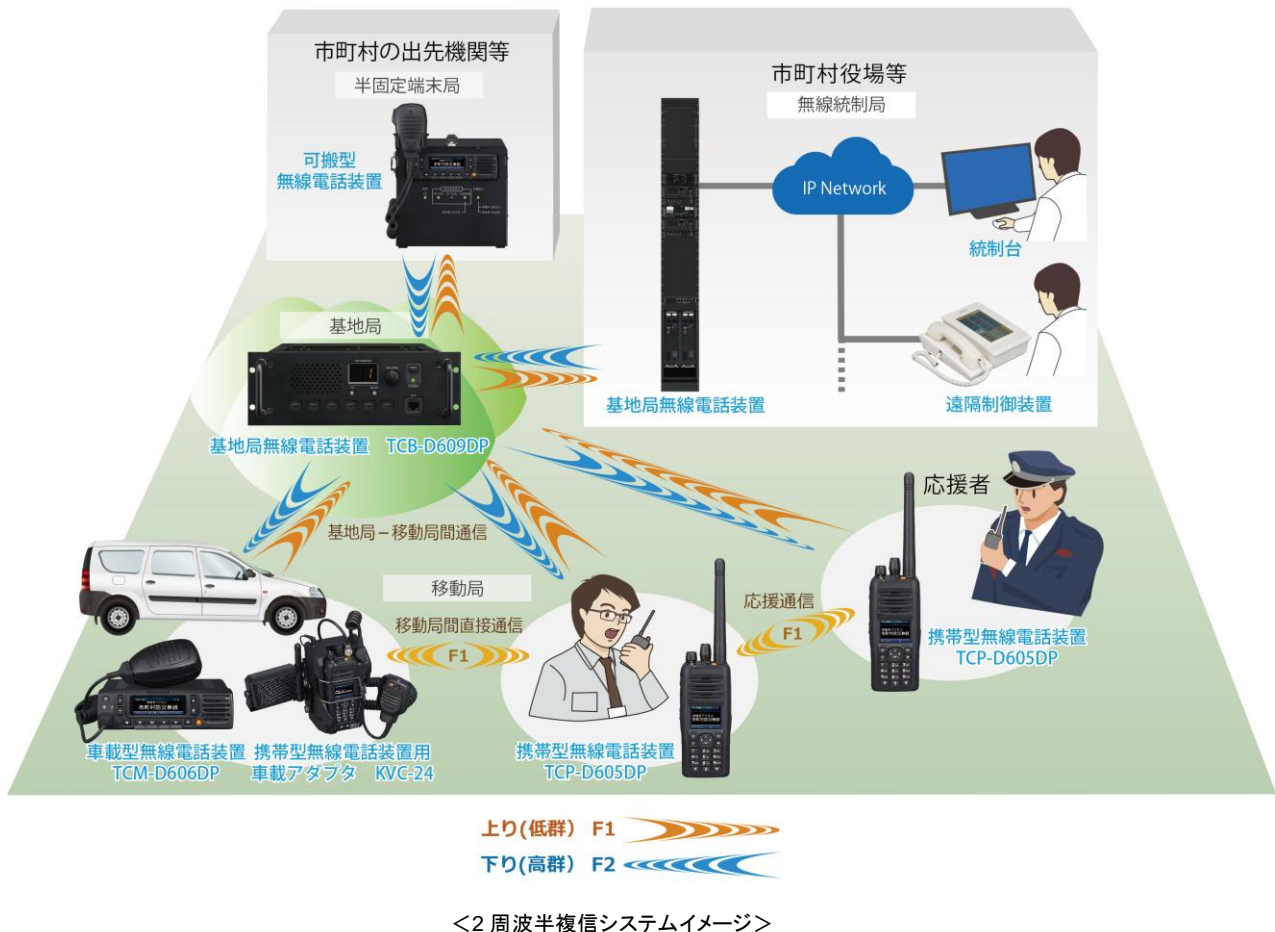 市町村の出先機関等
半固定端末局
可搬型
無線電話装置
市町村役場等
無線統制局
IP Network
統制台
基地局無線電話装置
遠隔制御装置
基地局
基地局無線電話装置 TCB-D609DP
基地局－移動局間通信
応援者
移動局
移動局間直接通信
F1
応援通信
F1
携帯型無線電話装置
TCP-D605DP
市町村防災無線
車載型無線電話装置
TCM-D606DP
携帯型無線電話装置用
車載アダプタ KVC-24
携帯型無線電話装置
TCP-D605DP
上り(低群) F1
下り(高群) F2
＜2 周波半複信システムイメージ＞